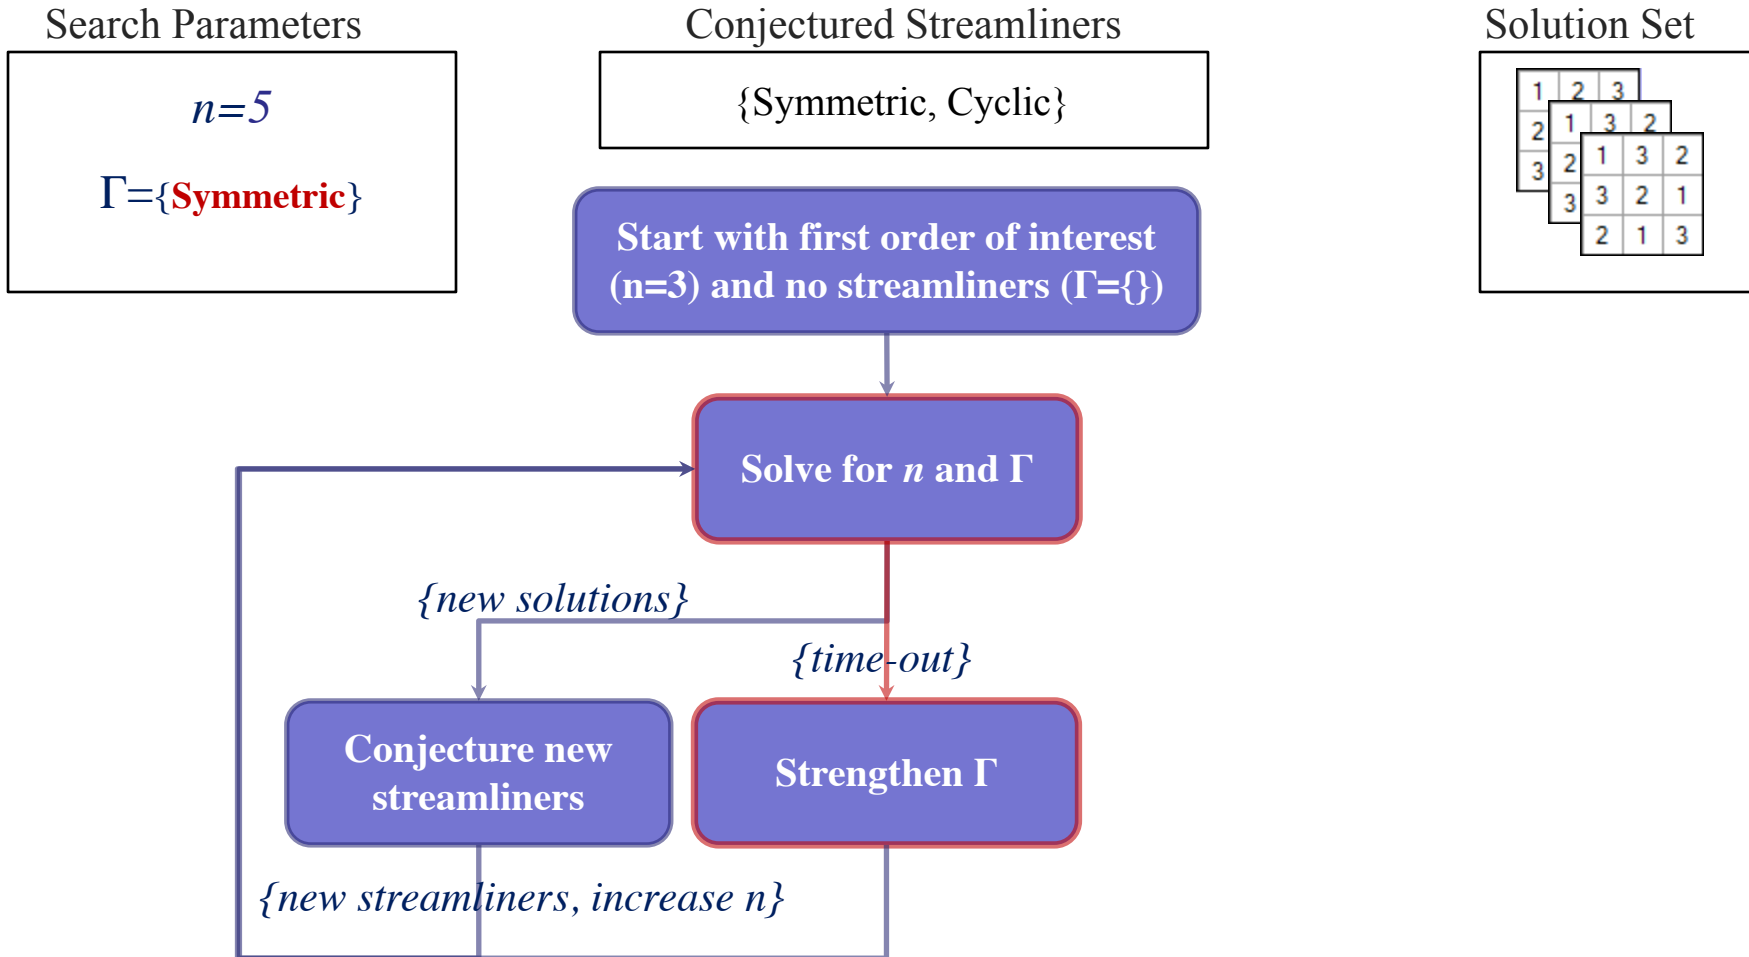 Search Parameters
n=5
Γ={Symmetric}
Conjectured Streamliners
{Symmetric, Cyclic}
Solution Set
1 2 3
2
3
1 3 2
2
3
1 3 2
3 2 1
2 1 3
Start with first order of interest
(n=3) and no streamliners (Γ={})
Solve for n and Γ
{new solutions}
{time-out}
Conjecture new
streamliners
Strengthen Γ
{new streamliners, increase n}